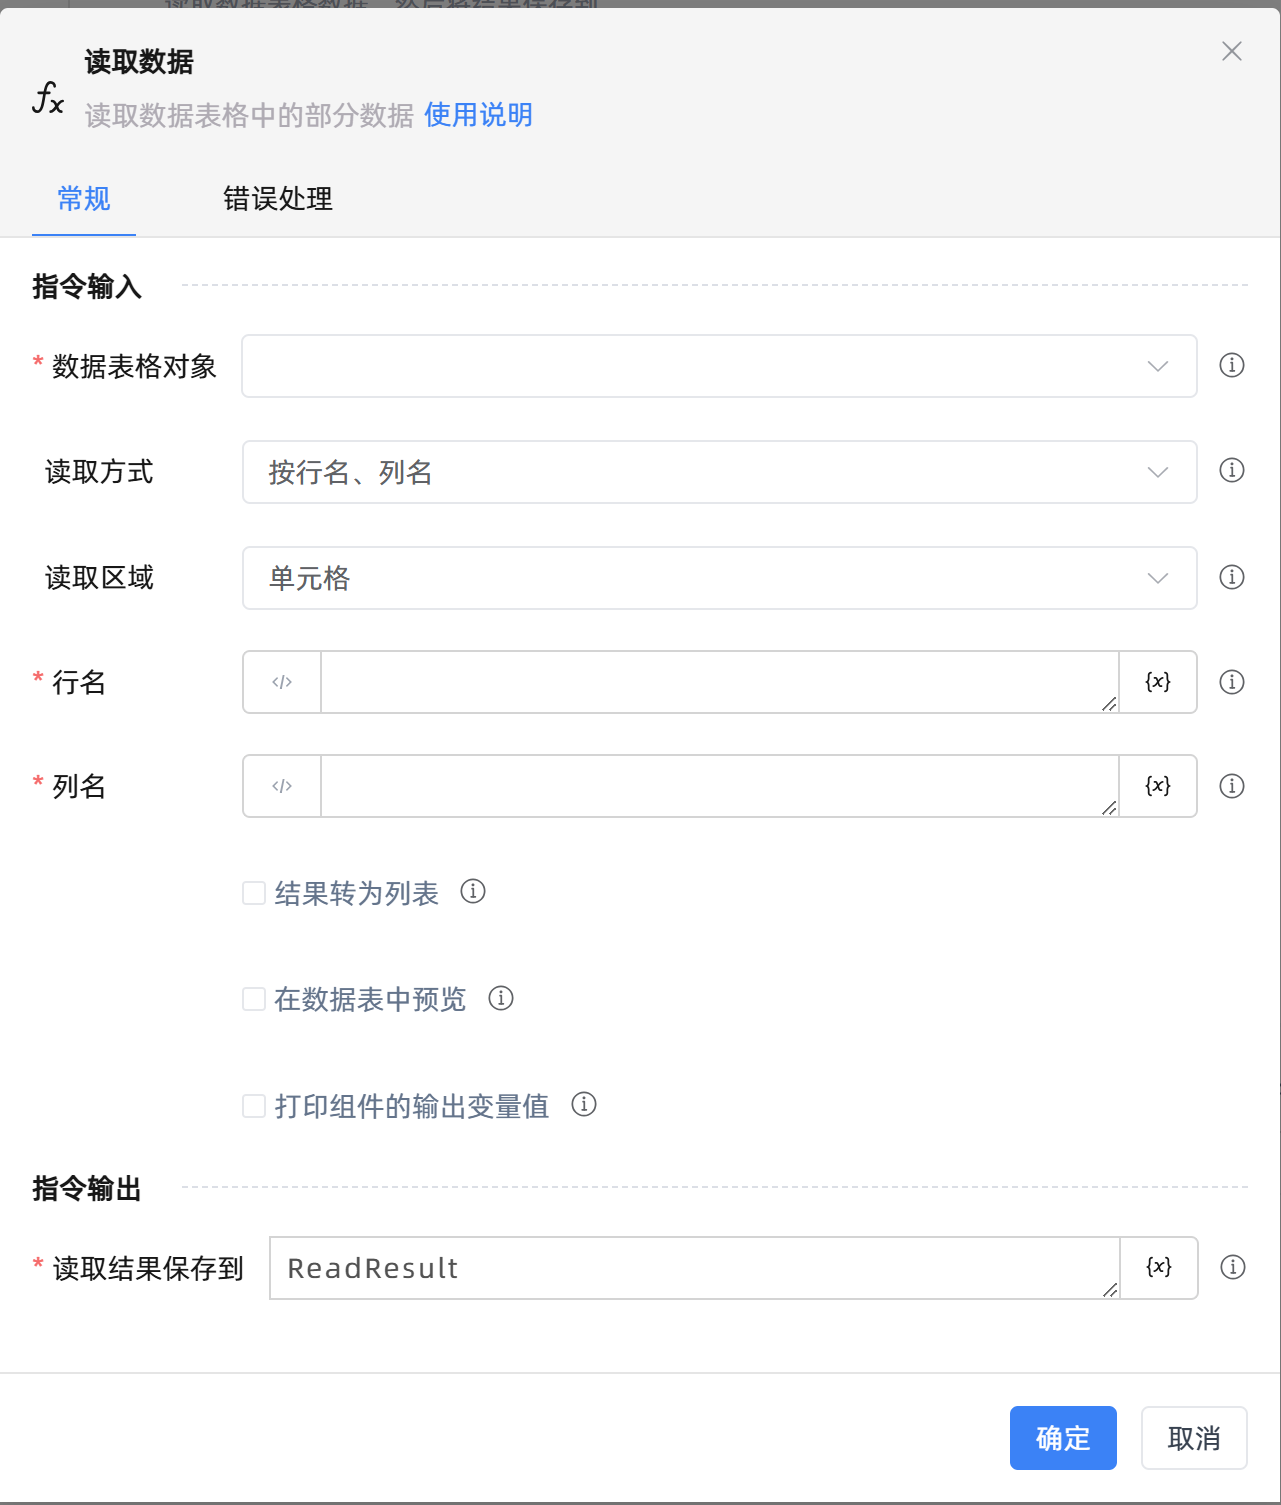 读取数据
读取数据表格中的部分数据 使用说明
常规 错误处理
指令输入
* 数据表格对象
读取方式 按行名、列名
读取区域 单元格
* 行名 </> {x}
* 列名 </> {x}
结果转为列表
在数据表中预览
打印组件的输出变量值
指令输出
* 读取结果保存到 ReadResult {x}
确定 取消